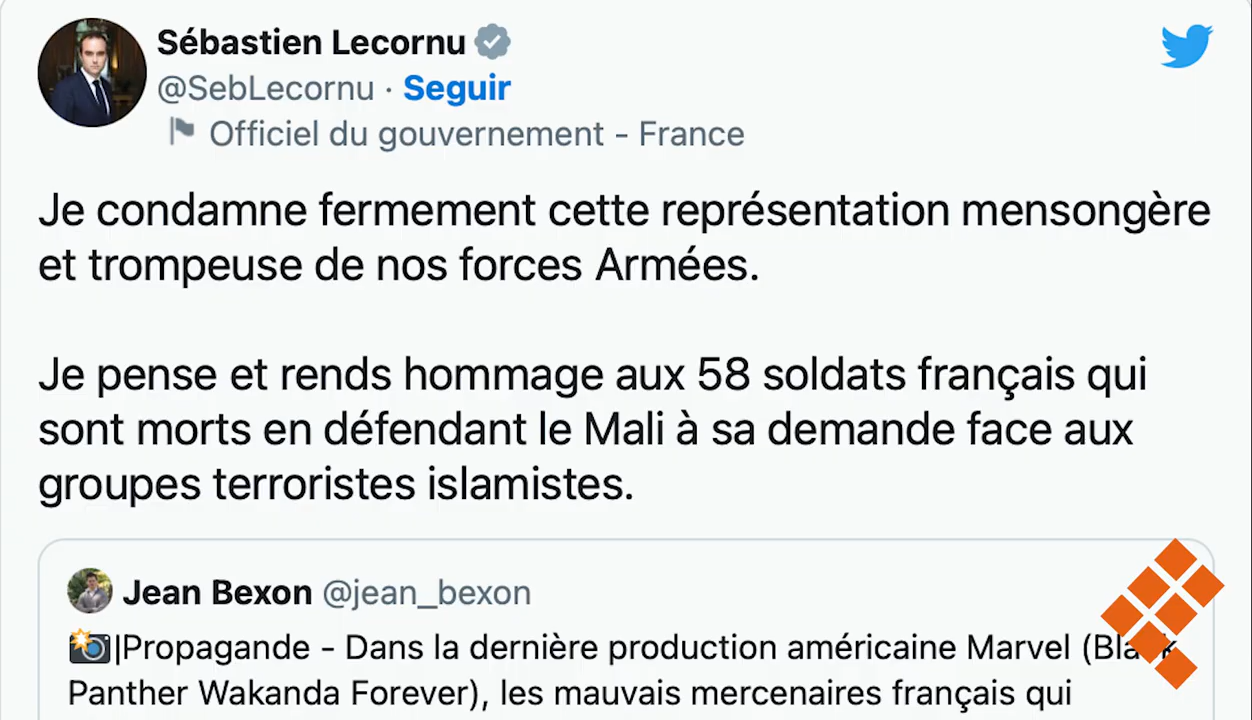 Sébastien Lecornu
@SebLecornu · Seguir
Officiel du gouvernement - France
Je condamne fermement cette représentation mensongère
et trompeuse de nos forces Armées.
Je pense et rends hommage aux 58 soldats français qui
sont morts en défendant le Mali à sa demande face aux
groupes terroristes islamistes.
Jean Bexon @jean_bexon
|Propagande - Dans la dernière production américaine Marvel (Black
Panther Wakanda Forever), les mauvais mercenaires français qui